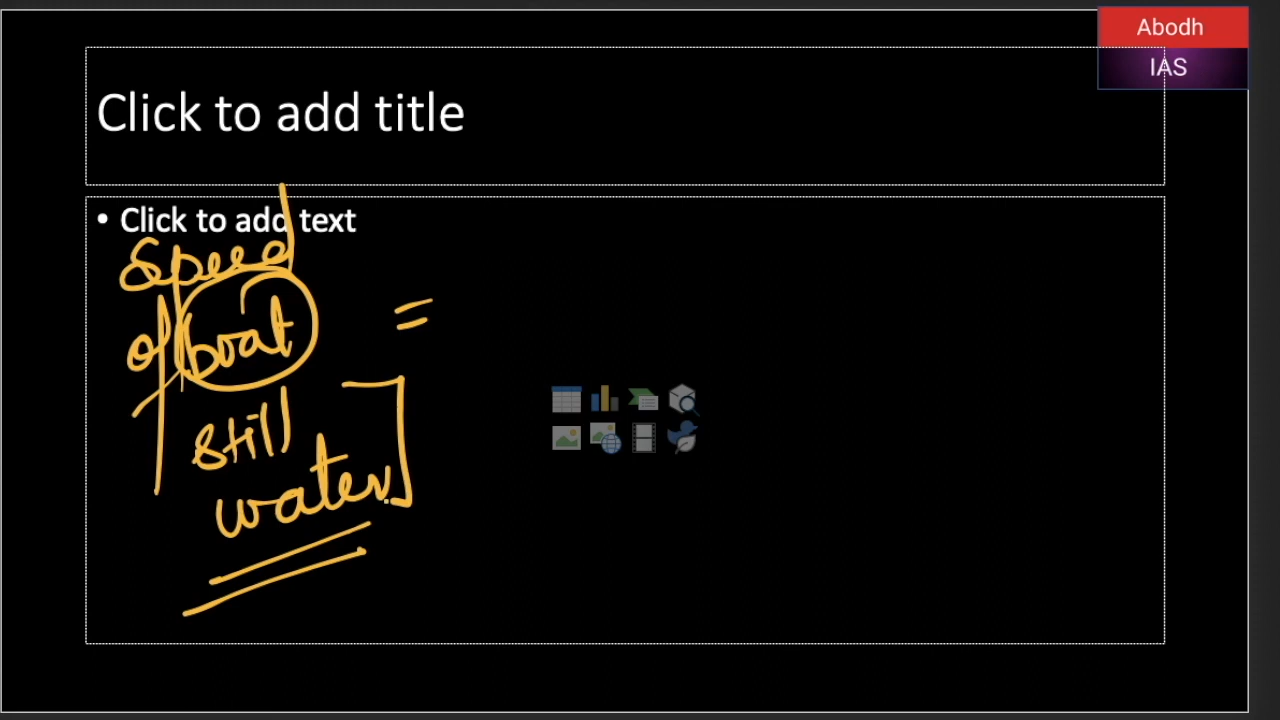 Abodh
IAS
Click to add title
• Click to add text
Speed
of boat =
still
water